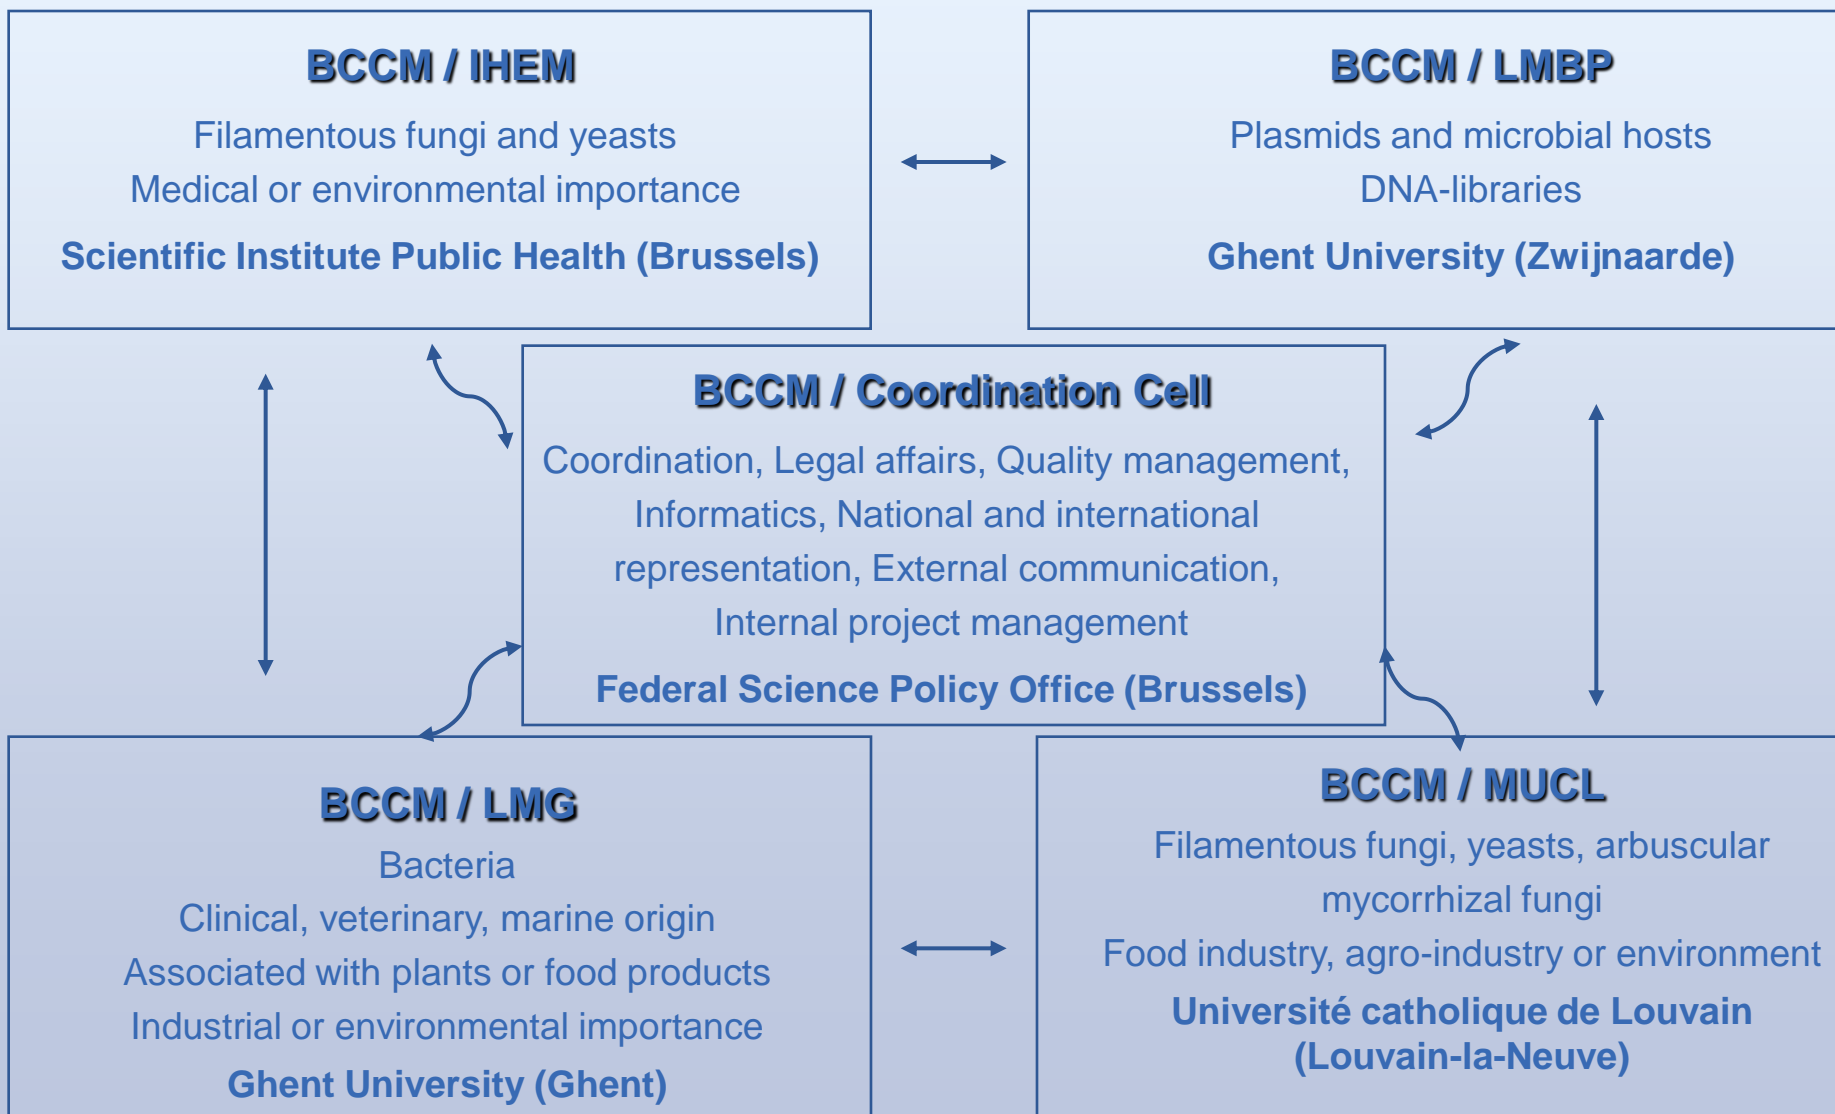 BCCM / IHEM
Filamentous fungi and yeasts
Medical or environmental importance
Scientific Institute Public Health (Brussels)
BCCM / LMBP
Plasmids and microbial hosts
DNA-libraries
Ghent University (Zwijnaarde)
BCCM / Coordination Cell
Coordination, Legal affairs, Quality management,
Informatics, National and international
representation, External communication,
Internal project management
Federal Science Policy Office (Brussels)
BCCM / LMG
Bacteria
Clinical, veterinary, marine origin
Associated with plants or food products
Industrial or environmental importance
Ghent University (Ghent)
BCCM / MUCL
Filamentous fungi, yeasts, arbuscular
mycorrhizal fungi
Food industry, agro-industry or environment
Université catholique de Louvain
(Louvain-la-Neuve)